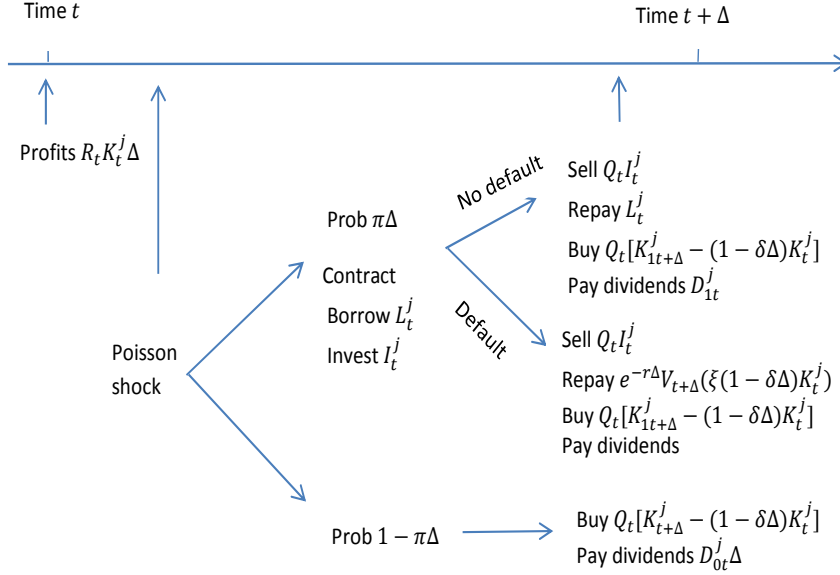 Time t
Time t + Δ
Profits R_t K_t^j Δ
Poisson
shock
Prob πΔ
Contract
Borrow L_t^j
Invest I_t^j
No default
Default
Sell Q_t I_t^j
Repay L_t^j
Buy Q_t[K_{1t+Δ}^j − (1 − δΔ)K_t^j]
Pay dividends D_{1t}^j
Sell Q_t I_t^j
Repay e^{−rΔ}V_{t+Δ}(ξ(1 − δΔ)K_t^j)
Buy Q_t[K_{1t+Δ}^j − (1 − δΔ)K_t^j]
Pay dividends
Prob 1 − πΔ
Buy Q_t[K_{t+Δ}^j − (1 − δΔ)K_t^j]
Pay dividends D_{0t}^j Δ